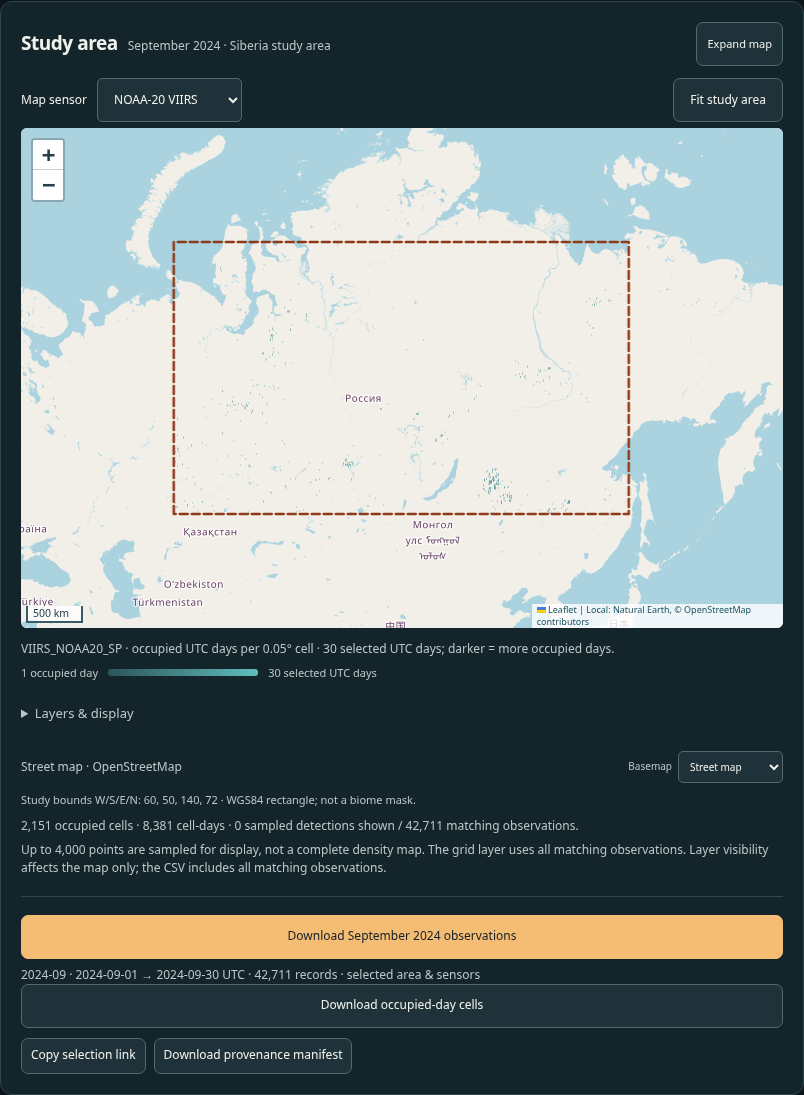 Study area September 2024 · Siberia study area
Expand map
Map sensor NOAA-20 VIIRS
Fit study area
+
−
Россия
Қазақстан
Монгол
улс
O‘zbekiston
Türkmenistan
500 km
中国
Leaflet | Local: Natural Earth, © OpenStreetMap
contributors
VIIRS_NOAA20_SP · occupied UTC days per 0.05° cell · 30 selected UTC days; darker = more occupied days.
1 occupied day 30 selected UTC days
Layers & display
Street map · OpenStreetMap
Basemap Street map
Study bounds W/S/E/N: 60, 50, 140, 72 · WGS84 rectangle; not a biome mask.
2,151 occupied cells · 8,381 cell-days · 0 sampled detections shown / 42,711 matching observations.
Up to 4,000 points are sampled for display, not a complete density map. The grid layer uses all matching observations. Layer visibility
affects the map only; the CSV includes all matching observations.
Download September 2024 observations
2024-09 · 2024-09-01 → 2024-09-30 UTC · 42,711 records · selected area & sensors
Download occupied-day cells
Copy selection link
Download provenance manifest